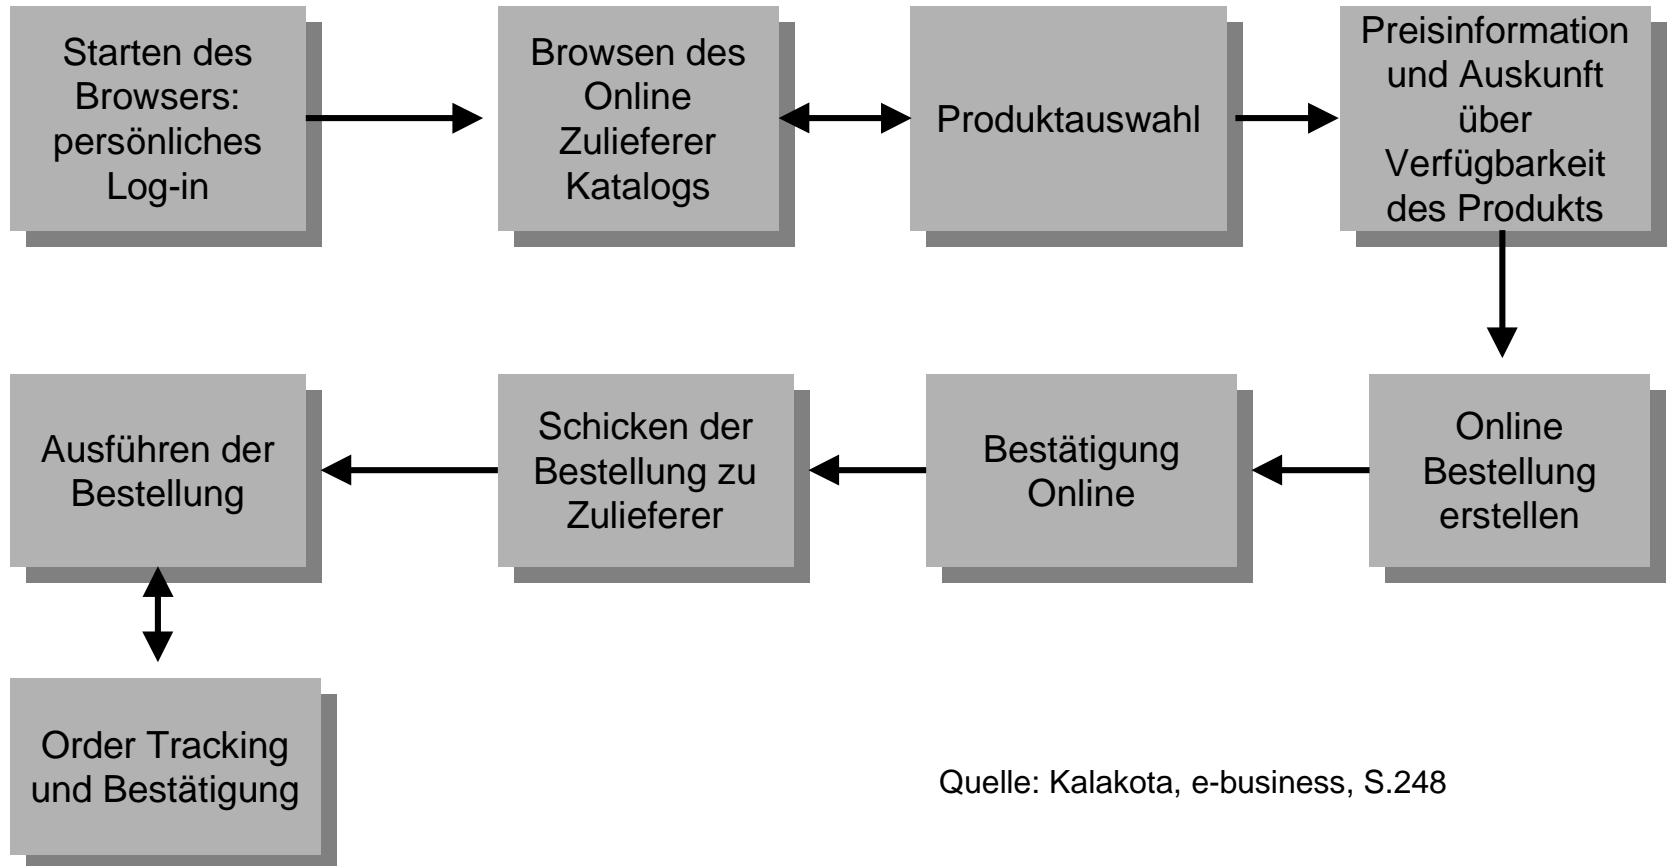 Starten des
Browsers:
persönliches
Log-in
Browsen des
Online
Zulieferer
Katalogs
Produktauswahl
Preisinformation
und Auskunft
über
Verfügbarkeit
des Produkts
Online
Bestellung
erstellen
Bestätigung
Online
Schicken der
Bestellung zu
Zulieferer
Ausführen der
Bestellung
Order Tracking
und Bestätigung
Quelle: Kalakota, e-business, S.248